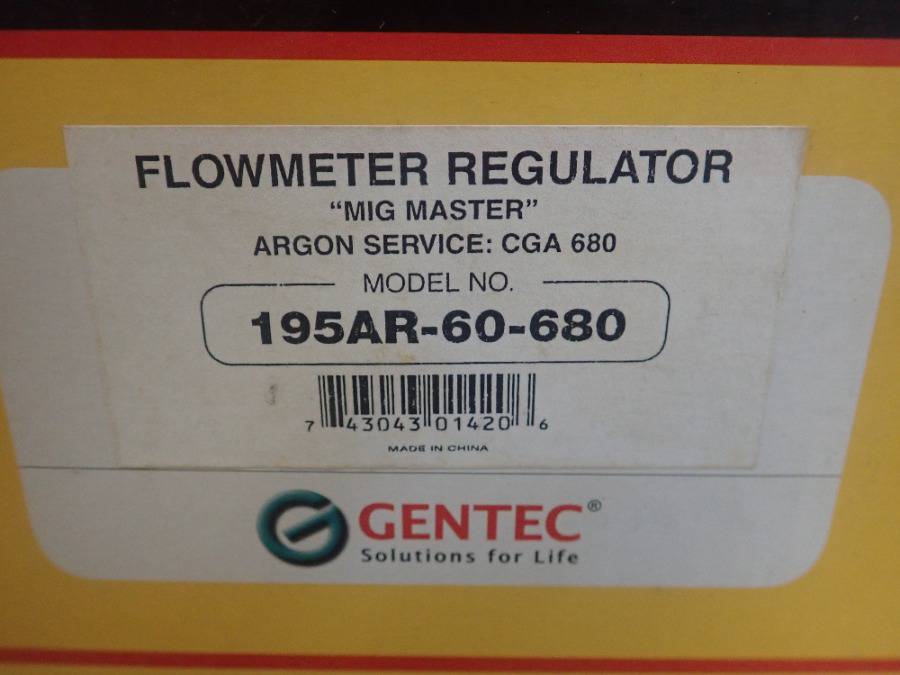 FLOWMETER REGULATOR
"MIG MASTER"
ARGON SERVICE: CGA 680
MODEL NO.
195AR-60-680
7 43043 01420 6
MADE IN CHINA
GENTEC®
Solutions for Life